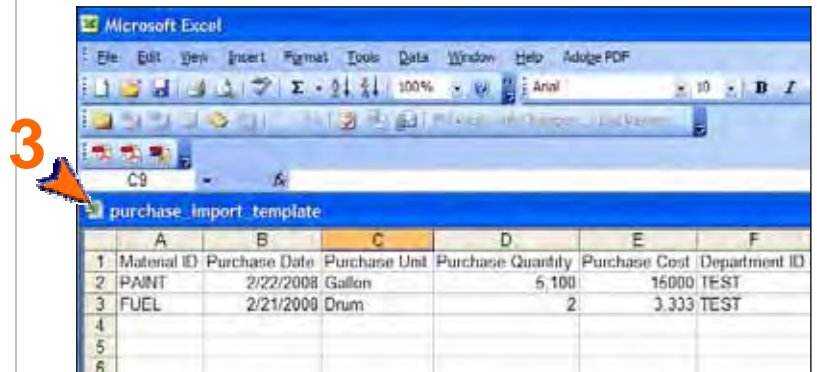 Microsoft Excel
File Edit View Insert Format Tools Data Window Help Adobe PDF
Σ 100% Arial 10 B I
3
C9 fx
purchase_import_template
A B C D E F
1 Material ID Purchase Date Purchase Unit Purchase Quantity Purchase Cost Department ID
2 PAINT 2/22/2008 Gallon 5,100 15000 TEST
3 FUEL 2/21/2008 Drum 2 3,333 TEST
4
5
6